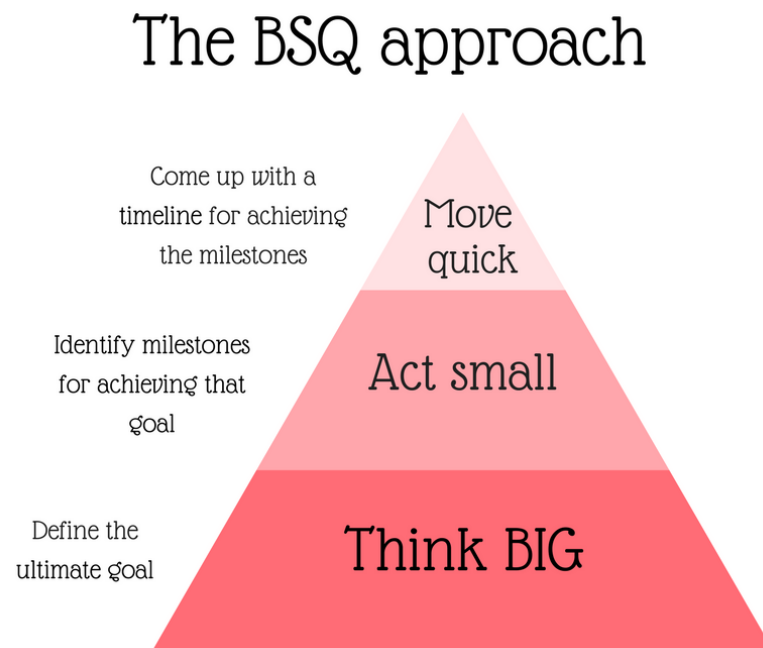 The BSQ approach
Come up with a
timeline for achieving
the milestones
Move
quick
Identify milestones
for achieving that
goal
Act small
Define the
ultimate goal
Think BIG